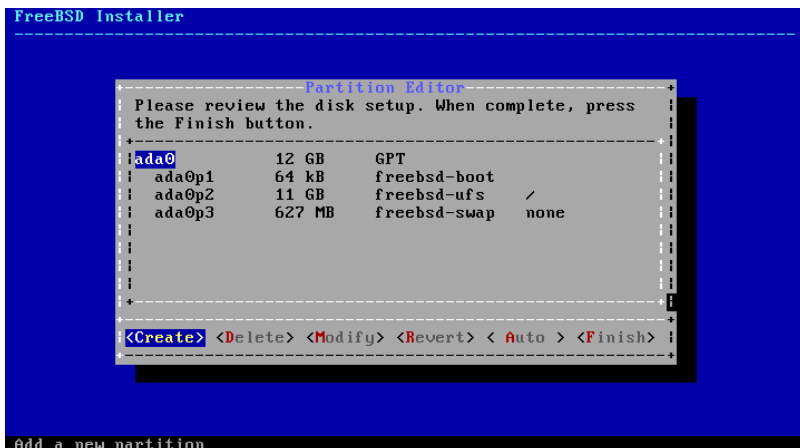 FreeBSD Installer
Partition Editor
Please review the disk setup. When complete, press
the Finish button.
ada0 12 GB GPT
ada0p1 64 kB freebsd-boot
ada0p2 11 GB freebsd-ufs /
ada0p3 627 MB freebsd-swap none
<Create> <Delete> <Modify> <Revert> < Auto > <Finish>
Add a new partition